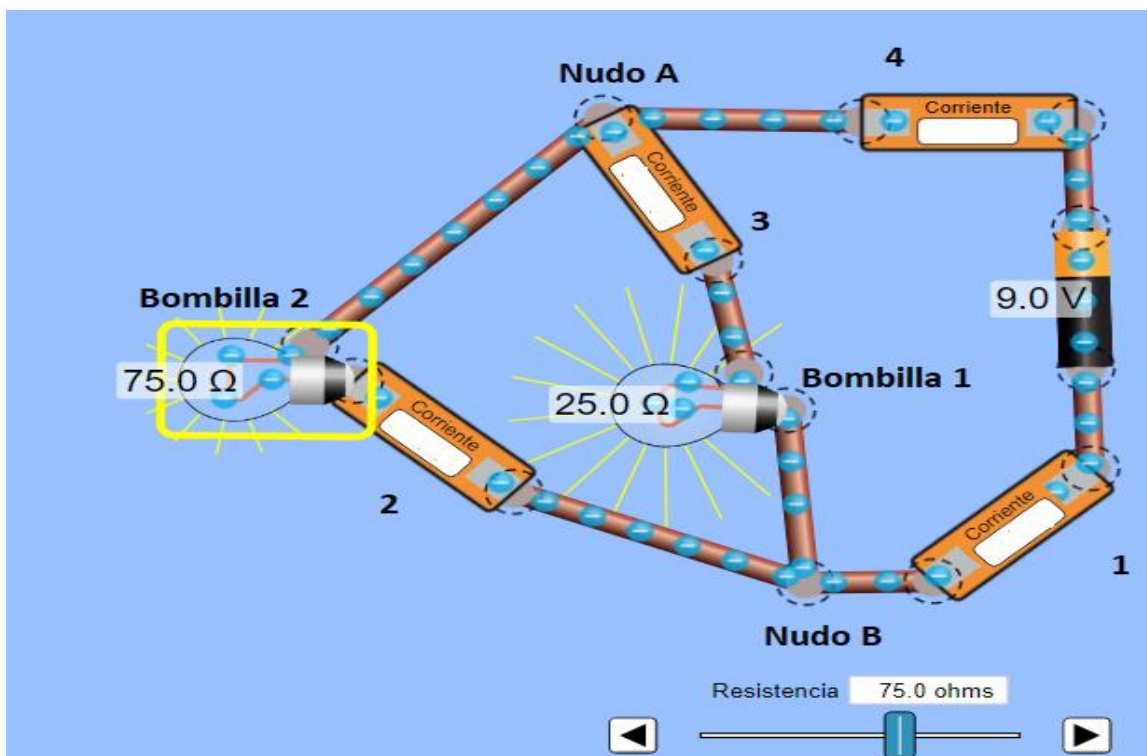 4
Nudo A
Corriente
Corriente
3
Bombilla 2
9.0 V
75.0 Ω
Bombilla 1
25.0 Ω
Corriente
2
Corriente
1
Nudo B
Resistencia 75.0 ohms